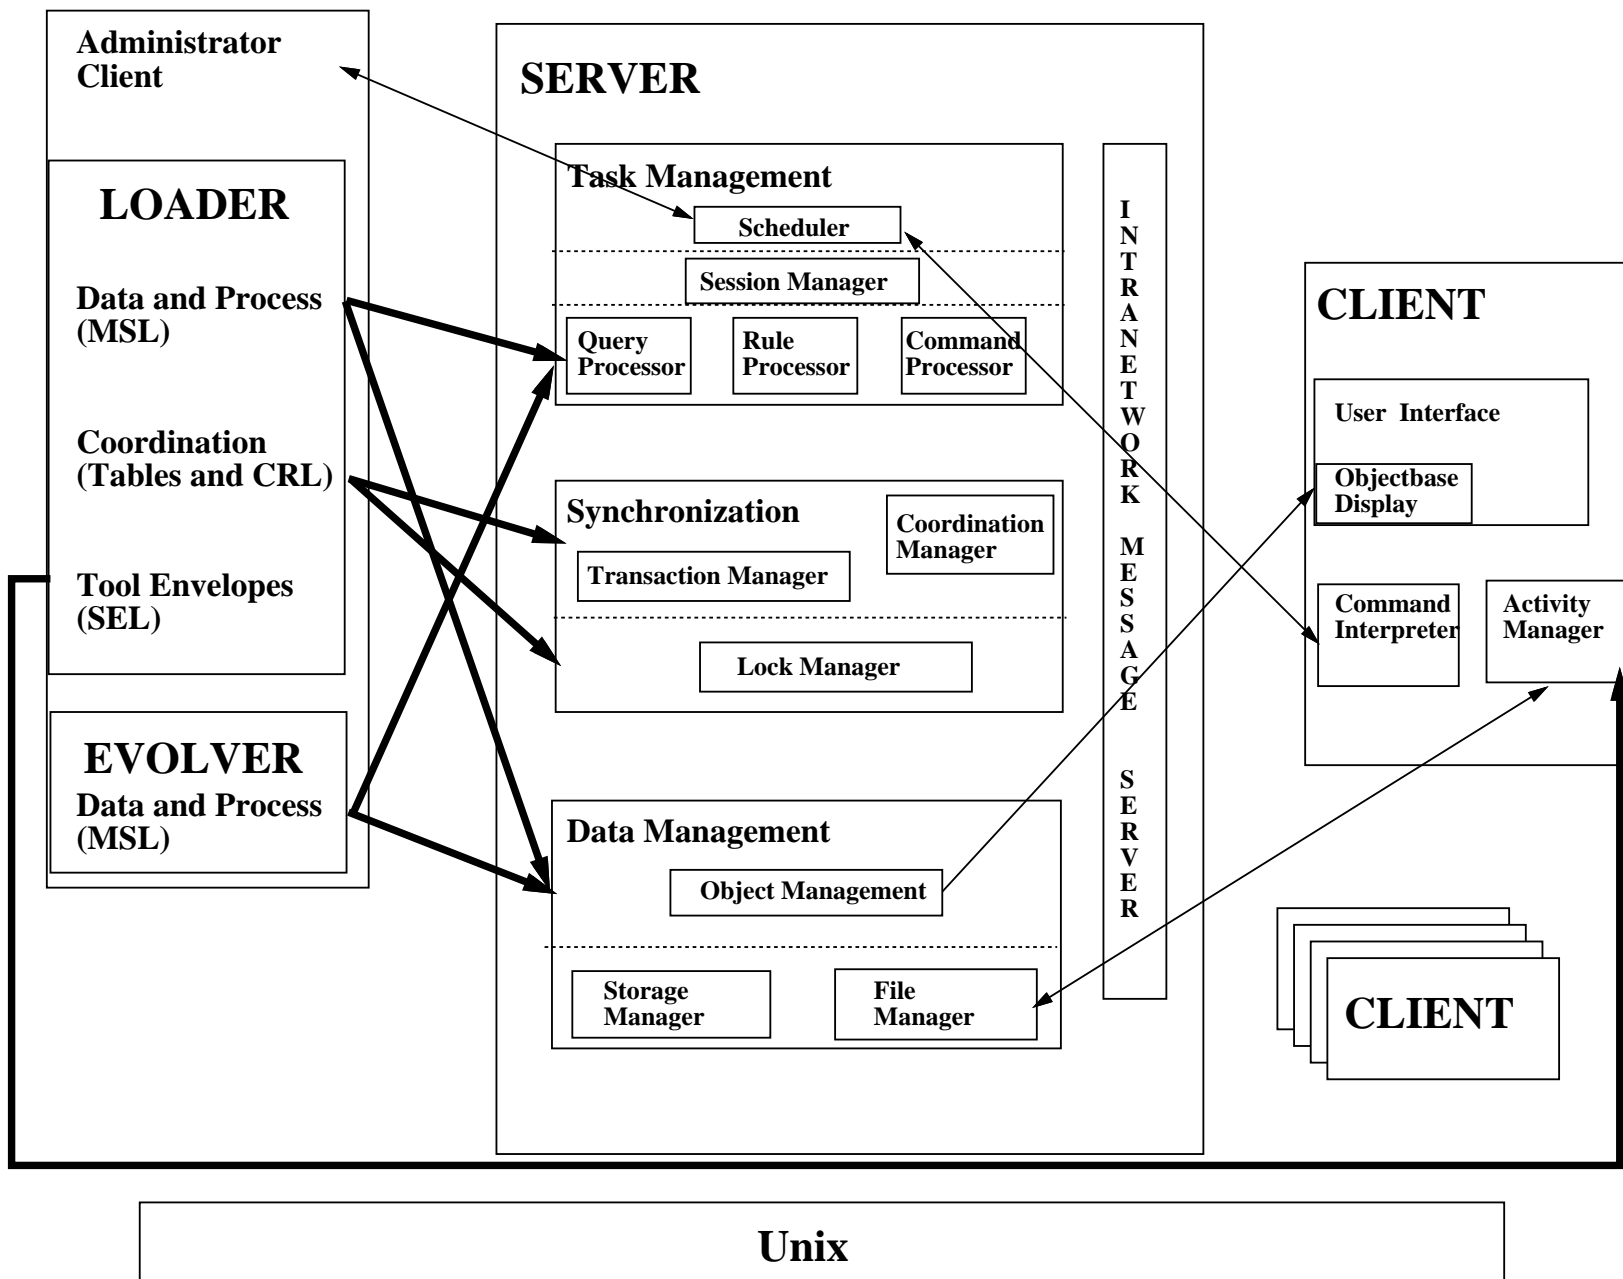 Administrator
Client
LOADER
Data and Process
(MSL)
Coordination
(Tables and CRL)
Tool Envelopes
(SEL)
EVOLVER
Data and Process
(MSL)
SERVER
Task Management
Scheduler
Session Manager
Query
Processor
Rule
Processor
Command
Processor
Synchronization
Coordination
Manager
Transaction Manager
Lock Manager
Data Management
Object Management
Storage
Manager
File
Manager
INTRANETWORK MESSAGE SERVER
CLIENT
User Interface
Objectbase
Display
Command
Interpreter
Activity
Manager
CLIENT
Unix